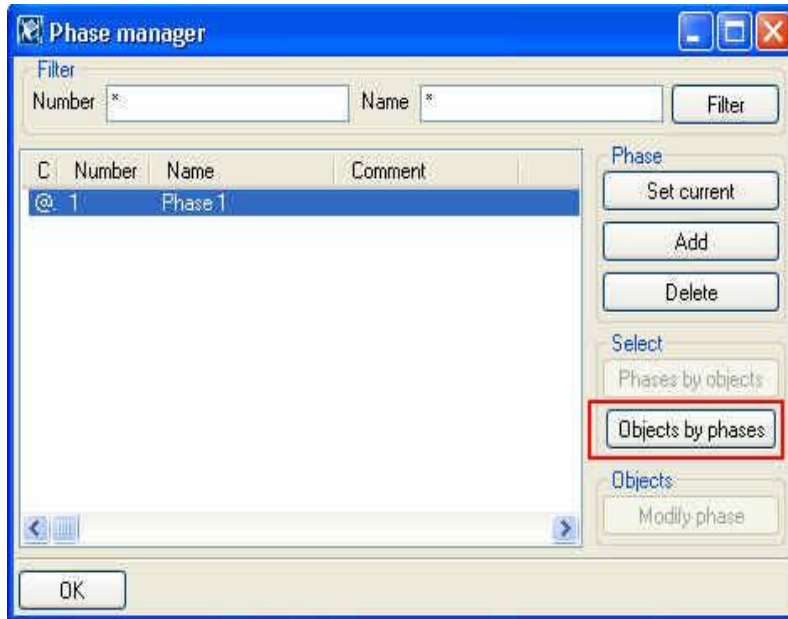 Phase manager
Filter
Number * Name * Filter
C Number Name Comment
@ 1 Phase 1
Phase
Set current
Add
Delete
Select
Phases by objects
Objects by phases
Objects
Modify phase
OK